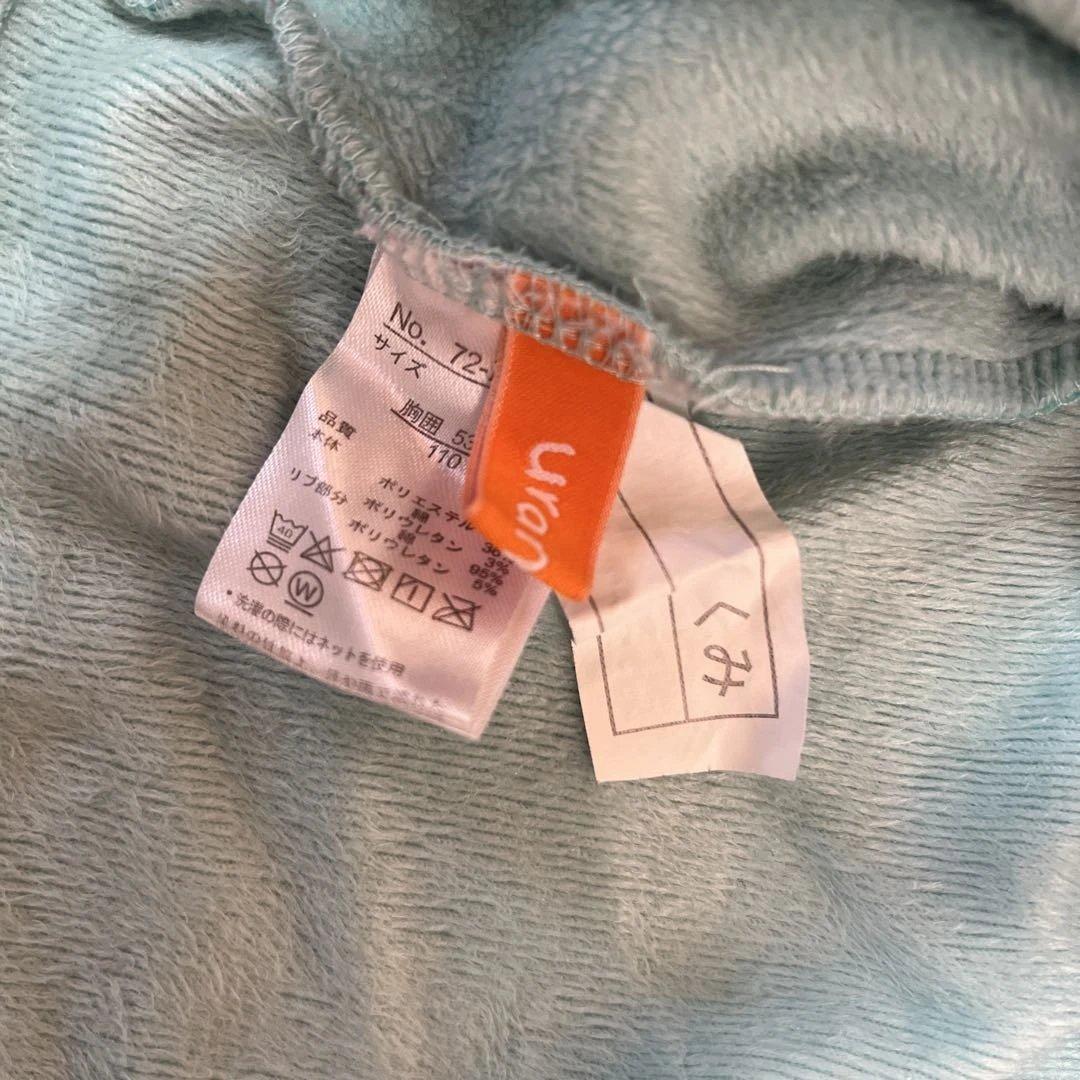 No. 72-
サイズ
胸囲 53
110
品質
本体
ポリエステル
綿 36%
ポリウレタン 3%
リブ部分 綿 95%
ポリウレタン 5%
40
W
・洗濯の際にはネットを使用
uran
くみ